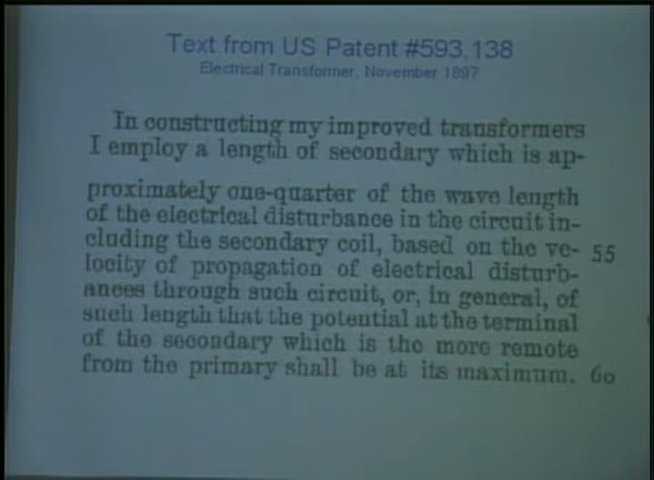 Text from US Patent #593,138
Electrical Transformer, November 1897
In constructing my improved transformers
I employ a length of secondary which is ap-
proximately one-quarter of the wave length
of the electrical disturbance in the circuit in-
cluding the secondary coil, based on the ve- 55
locity of propagation of electrical disturb-
ances through such circuit, or, in general, of
such length that the potential at the terminal
of the secondary which is the more remote
from the primary shall be at its maximum. 60